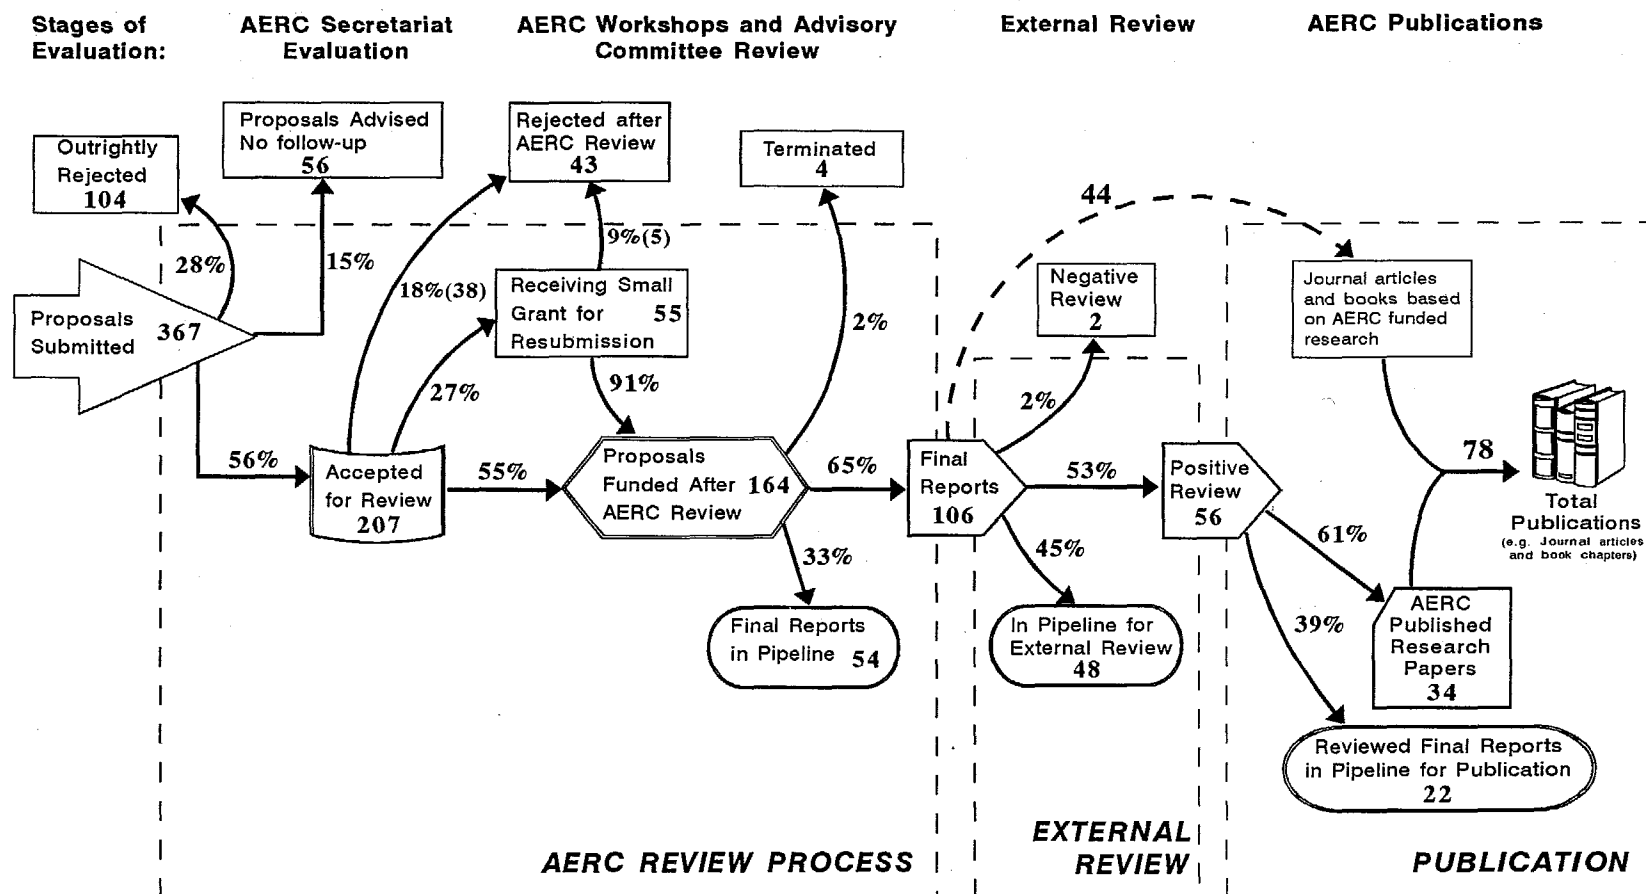 Stages of
Evaluation:
AERC Secretariat
Evaluation
AERC Workshops and Advisory
Committee Review
External Review
AERC Publications
Outrightly
Rejected
104
Proposals Advised
No follow-up
56
Rejected after
AERC Review
43
Terminated
4
44
28%
15%
18%(38)
9%(5)
Proposals
Submitted
367
Receiving Small
Grant for
Resubmission
55
2%
Negative
Review
2
Journal articles
and books based
on AERC funded
research
27%
91%
2%
56%
Accepted
for Review
207
55%
Proposals
Funded After
AERC Review
164
65%
Final
Reports
106
53%
Positive
Review
56
78
Total
Publications
(e.g. Journal articles
and book chapters)
33%
45%
61%
39%
Final Reports
in Pipeline 54
In Pipeline for
External Review
48
AERC
Published
Research
Papers
34
Reviewed Final Reports
in Pipeline for Publication
22
AERC REVIEW PROCESS
EXTERNAL
REVIEW
PUBLICATION